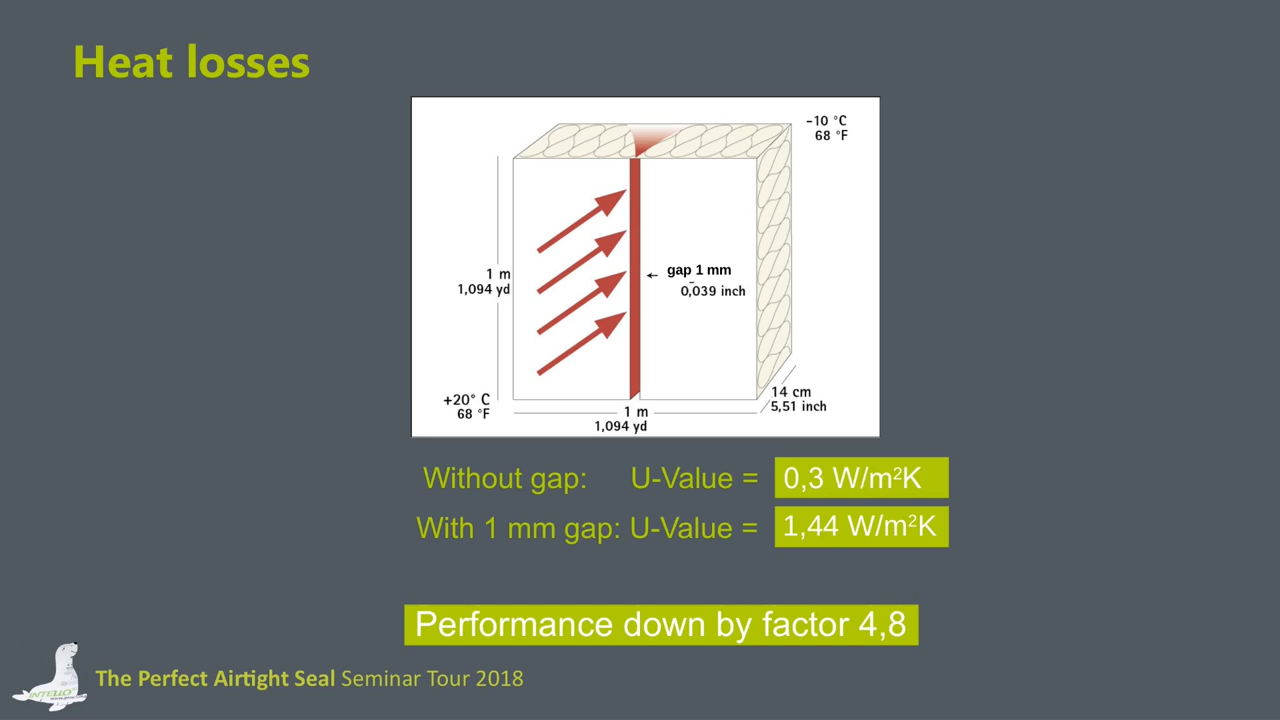 Heat losses
−10 °C
68 °F
1 m
1,094 yd
← gap 1 mm
0,039 inch
+20° C
68 °F
14 cm
5,51 inch
1 m
1,094 yd
Without gap: U-Value = 0,3 W/m²K
With 1 mm gap: U-Value = 1,44 W/m²K
Performance down by factor 4,8
INTELLO
The Perfect Airtight Seal Seminar Tour 2018